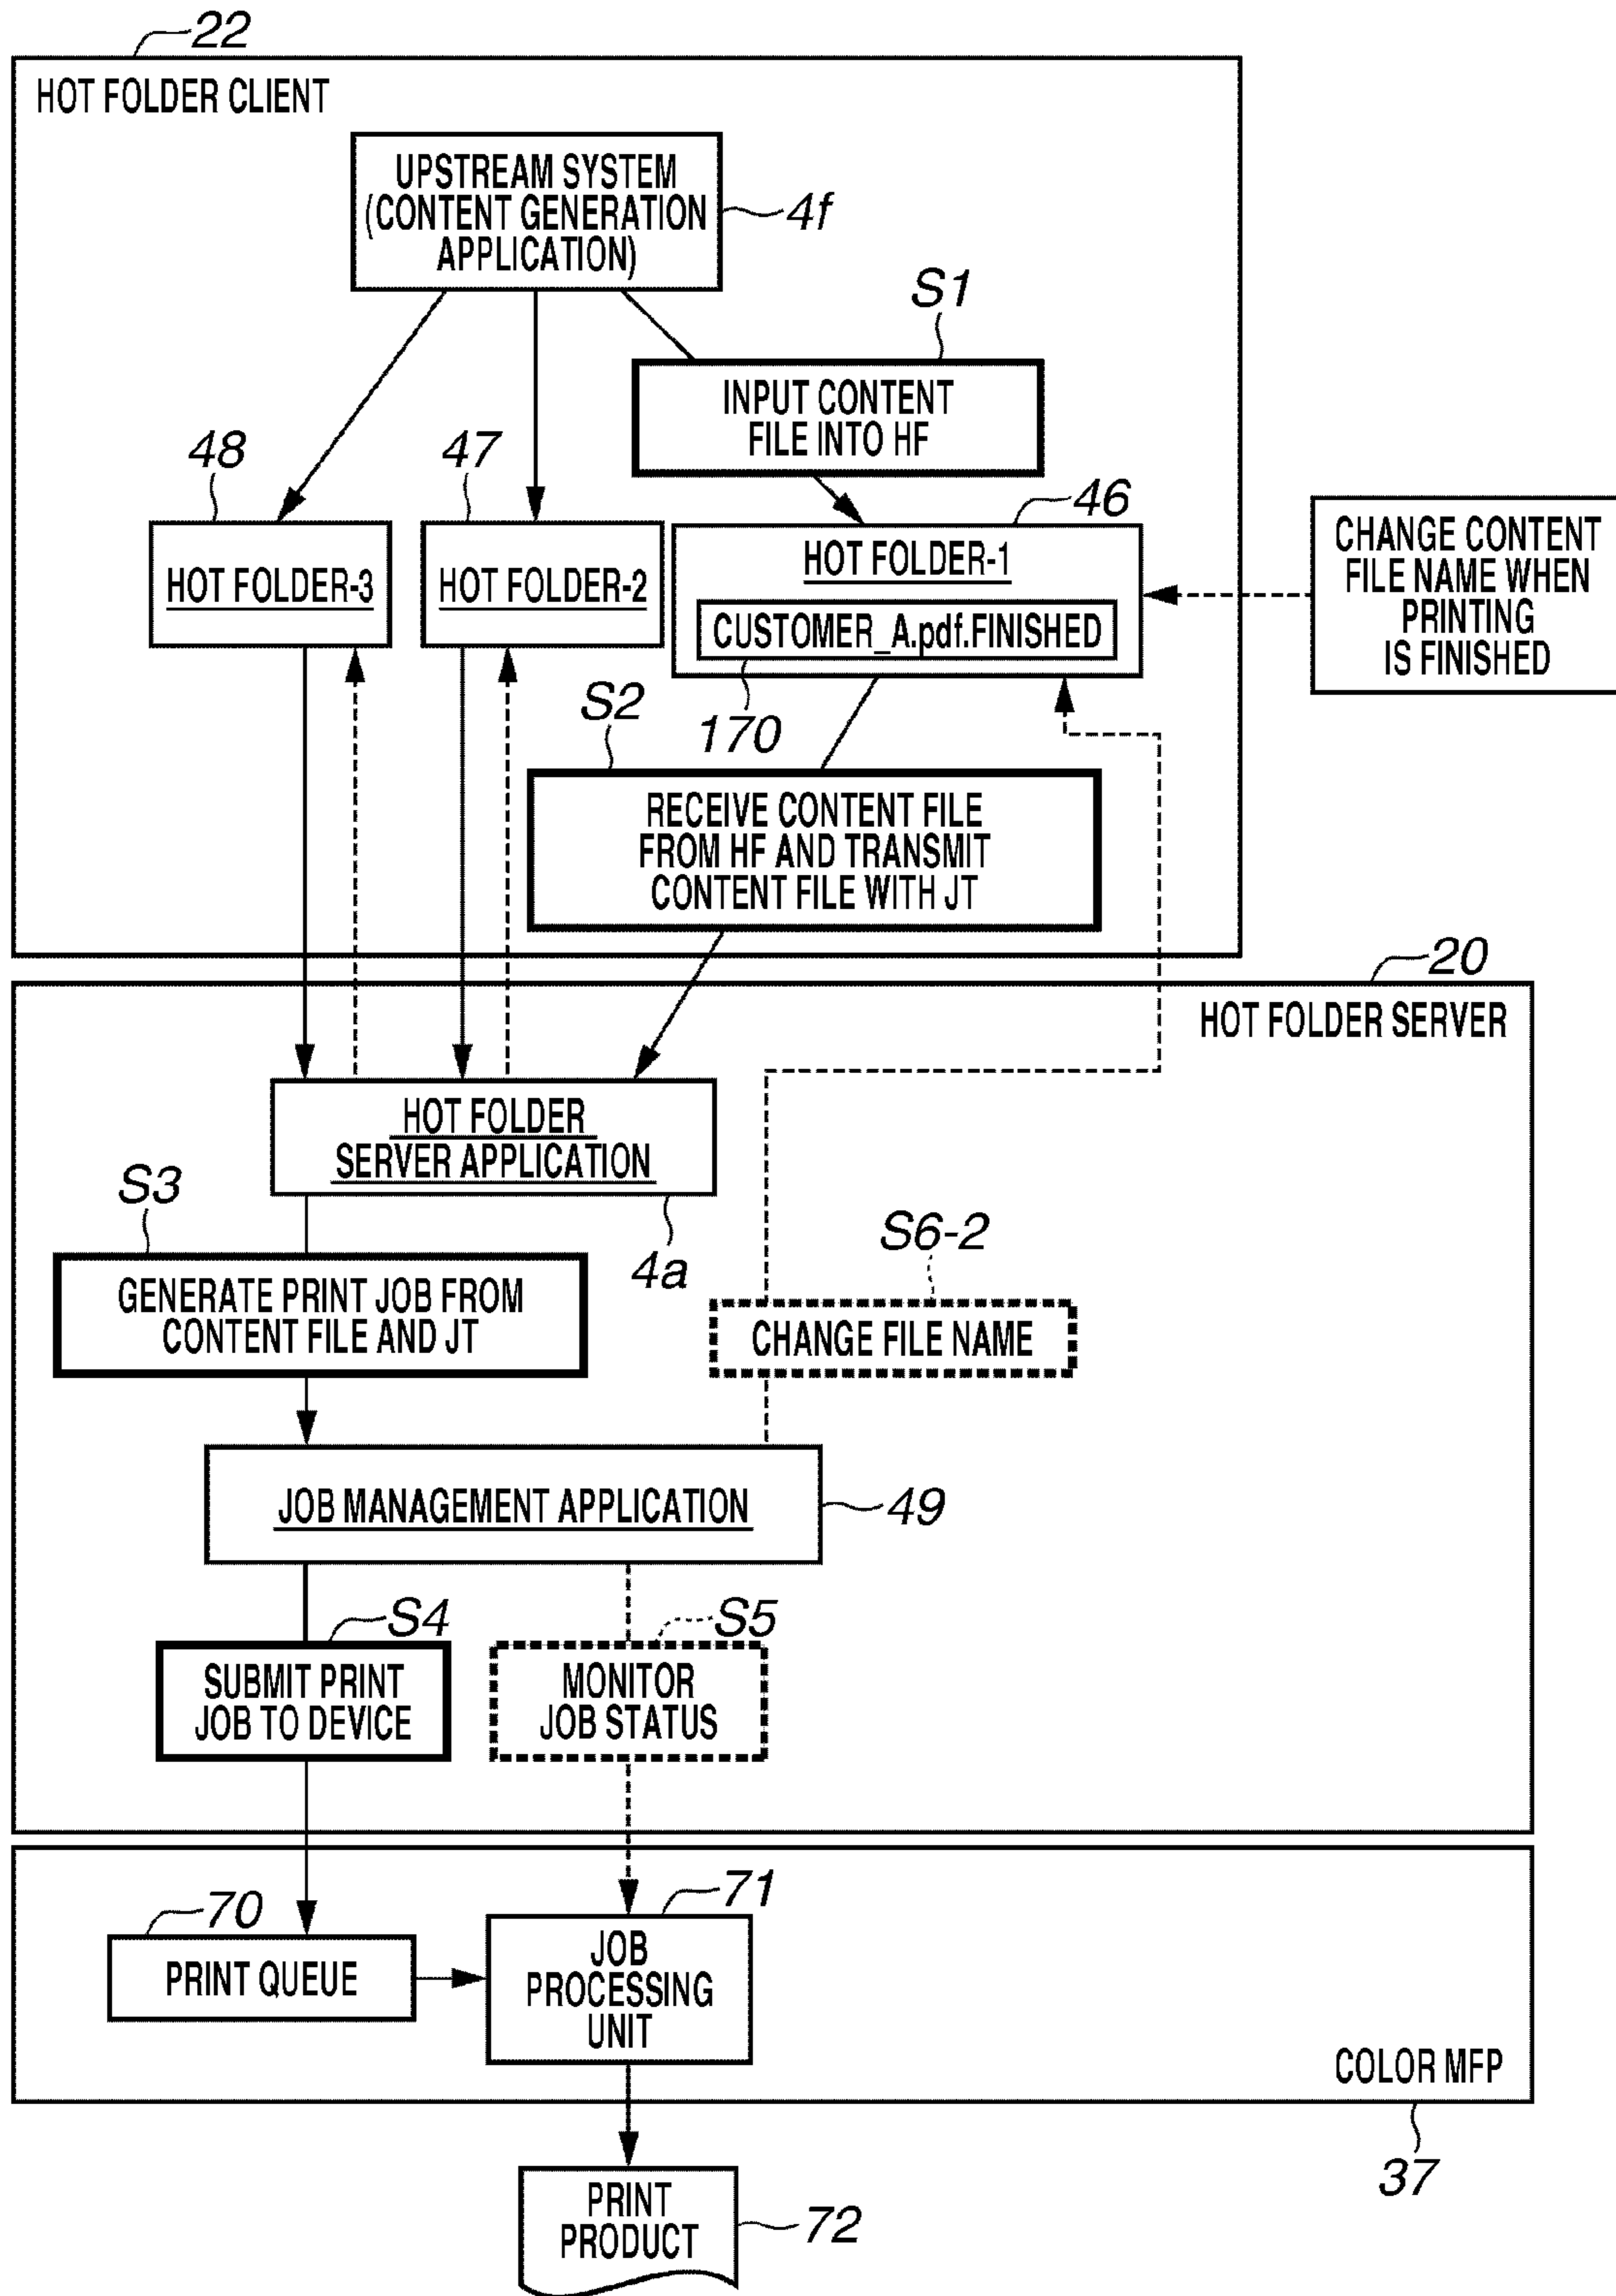 22
HOT FOLDER CLIENT
UPSTREAM SYSTEM
(CONTENT GENERATION
APPLICATION)
4f
S1
INPUT CONTENT
FILE INTO HF
48
47
46
HOT FOLDER-3
HOT FOLDER-2
HOT FOLDER-1
CUSTOMER_A.pdf.FINISHED
CHANGE CONTENT
FILE NAME WHEN
PRINTING
IS FINISHED
170
S2
RECEIVE CONTENT FILE
FROM HF AND TRANSMIT
CONTENT FILE WITH JT
20
HOT FOLDER SERVER
HOT FOLDER
SERVER APPLICATION
4a
S3
GENERATE PRINT JOB FROM
CONTENT FILE AND JT
S6-2
CHANGE FILE NAME
JOB MANAGEMENT APPLICATION
49
S4
SUBMIT PRINT
JOB TO DEVICE
S5
MONITOR
JOB STATUS
70
PRINT QUEUE
71
JOB
PROCESSING
UNIT
COLOR MFP
37
PRINT
PRODUCT
72